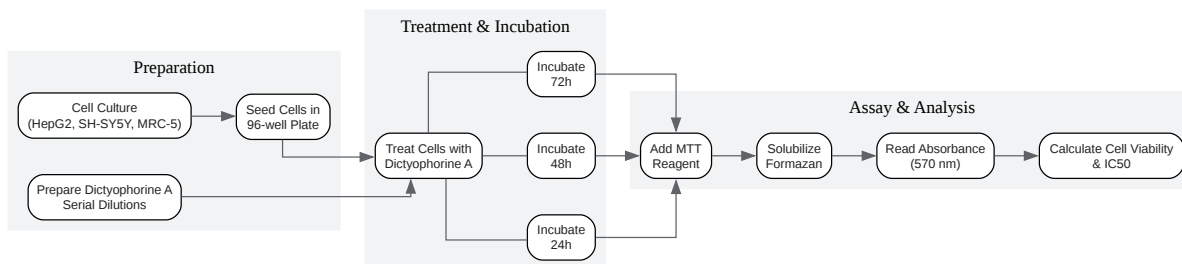 Preparation
Cell Culture
(HepG2, SH-SY5Y, MRC-5)
Seed Cells in
96-well Plate
Prepare Dictyophorine A
Serial Dilutions
Treatment & Incubation
Treat Cells with
Dictyophorine A
Incubate
72h
Incubate
48h
Incubate
24h
Assay & Analysis
Add MTT
Reagent
Solubilize
Formazan
Read Absorbance
(570 nm)
Calculate Cell Viability
& IC50